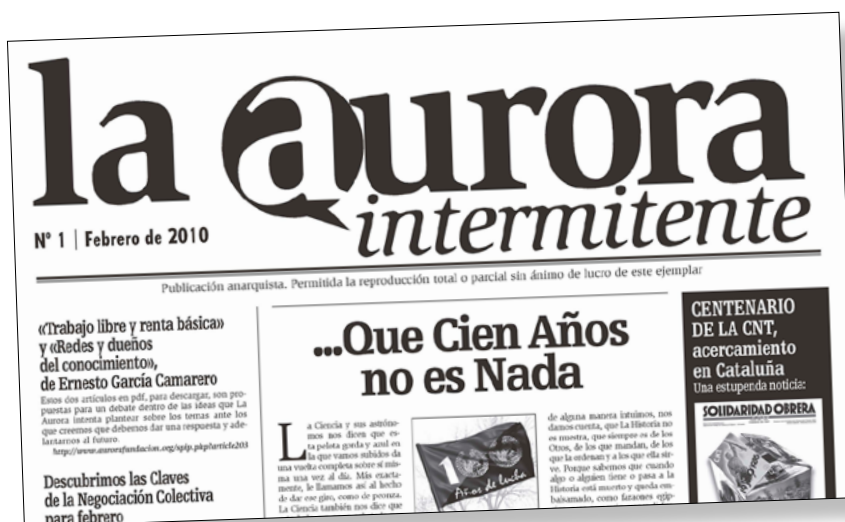 la aurora
intermitente
Nº 1 | Febrero de 2010
Publicación anarquista. Permitida la reproducción total o parcial sin ánimo de lucro de este ejemplar
«Trabajo libre y renta básica»
y «Redes y dueños
del conocimiento»,
de Ernesto García Camarero
Estos dos artículos en pdf, para descargar, son pro-
puestas para un debate dentro de las ideas que La
Aurora intenta plantear sobre los temas ante los
que creemos que debemos dar una respuesta y ade-
lantarnos al futuro.
http://www.aurorafundacion.org/spip.php?article203
Descubrimos las Claves
de la Negociación Colectiva
para febrero
...Que Cien Años
no es Nada
La Ciencia y sus astróno-
mos nos dicen que es-
ta pelota gorda y azul en
la que vamos subidos da
una vuelta completa sobre sí mis-
ma una vez al día. Más exacta-
mente, le llamamos así al hecho
de dar ese giro, como de peonza.
La Ciencia también nos dice que
100
Años de lucha
de alguna manera intuimos, nos
damos cuenta, que La Historia no
es nuestra, que siempre es de los
Otros, de los que mandan, de los
que la ordenan y a los que ella sir-
ve. Porque sabemos que cuando
algo o alguien tiene o pasa a la
Historia está muerto y queda em-
balsamado, como faraones egip-
CENTENARIO
DE LA CNT,
acercamiento
en Cataluña
Una estupenda noticia:
SOLIDARIDAD OBRERA